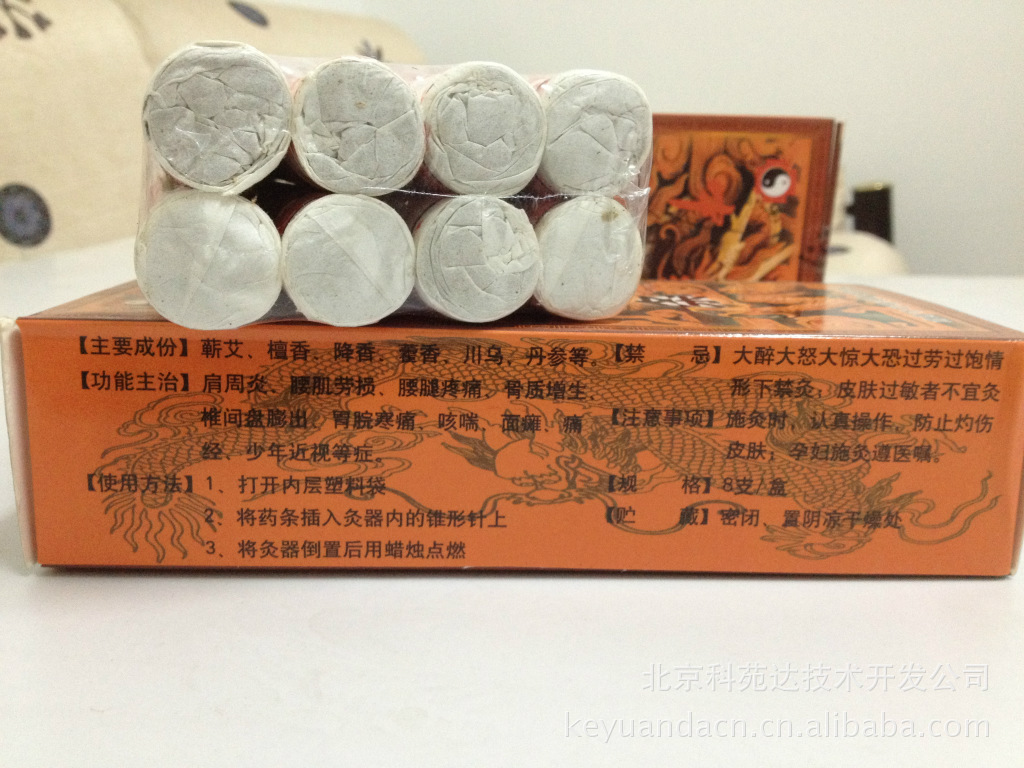 【主要成份】蕲艾、檀香、降香、藿香、川乌、丹参等。
【功能主治】肩周炎、腰肌劳损、腰腿疼痛、骨质增生、
椎间盘膨出、胃脘寒痛、咳喘、面瘫、痛
经、少年近视等症。
【使用方法】1、打开内层塑料袋
2、将药条插入灸器内的锥形针上
3、将灸器倒置后用蜡烛点燃
【禁 忌】大醉大怒大惊大恐过劳过饱情
形下禁灸；皮肤过敏者不宜灸
【注意事项】施灸时，认真操作，防止灼伤
皮肤；孕妇施灸遵医嘱。
【规 格】8支/盒
【贮 藏】密闭、置阴凉干燥处
北京科苑达技术开发公司
keyuandacn.cn.alibaba.com